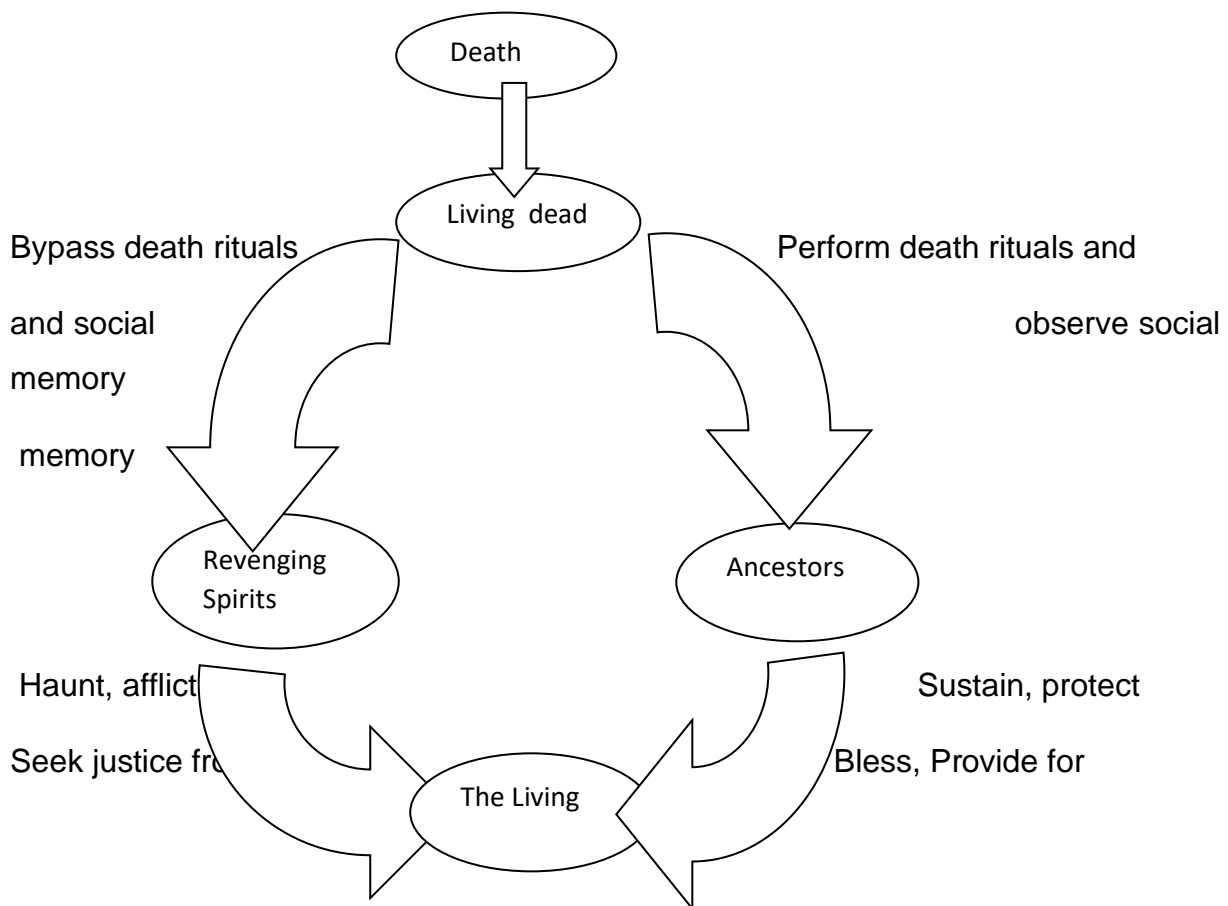 Death
Living dead
Bypass death rituals
Perform death rituals and
and social
observe social
memory
memory
Revenging
Spirits
Ancestors
Haunt, afflict
Sustain, protect
Seek justice
Bless, Provide for
The Living